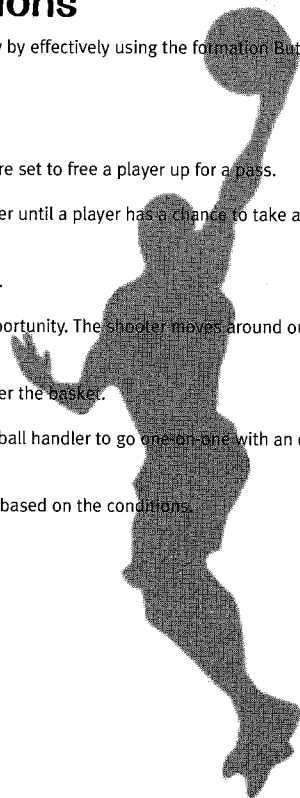 ions
by effectively using the formation But
re set to free a player up for a pass.
er until a player has a chance to take a
.
portunity. The shooter moves around o
er the basket.
ball handler to go one-on-one with an
based on the conditions.